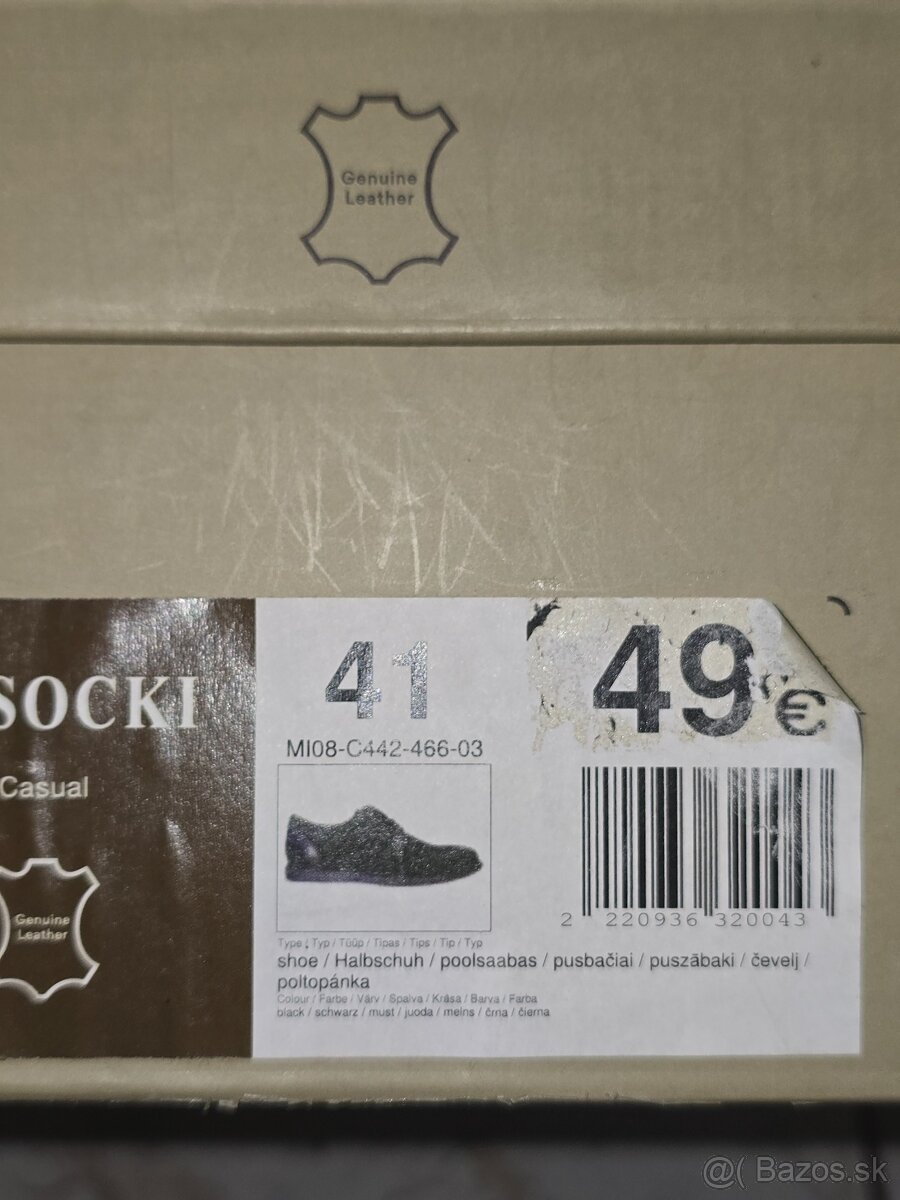 Genuine
Leather
SOCKI
Casual
Genuine
Leather
41
MI08-C442-466-03
49 €
2 220936 320043
Type / Typ / Tüüp / Tipas / Tips / Tip / Typ
shoe / Halbschuh / poolsaabas / pusbačiai / puszābaki / čevelj /
poltopánka
Colour / Farbe / Värv / Spalva / Krāsa / Barva / Farba
black / schwarz / must / juoda / melns / črna / čierna
@( Bazos.sk